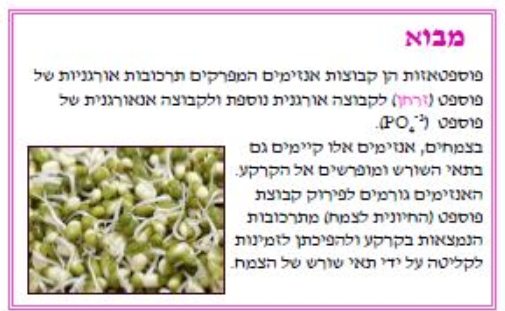 מבוא
פוספטאזות הן קבוצות אנזימים המפרקים תרכובות אורגניות של
פוספט (זרחן) לקבוצה אורגנית נוספת ולקבוצה אנאורגנית של
פוספט (PO₄⁻³).
בצמחים, אנזימים אלו קיימים גם
בתאי השורש ומופרשים אל הקרקע.
האנזימים גורמים לפירוק קבוצת
פוספט (החיונית לצמח) מתרכובות
הנמצאות בקרקע ולהפיכתן לזמינות
לקליטה על ידי תאי שורש של הצמח.